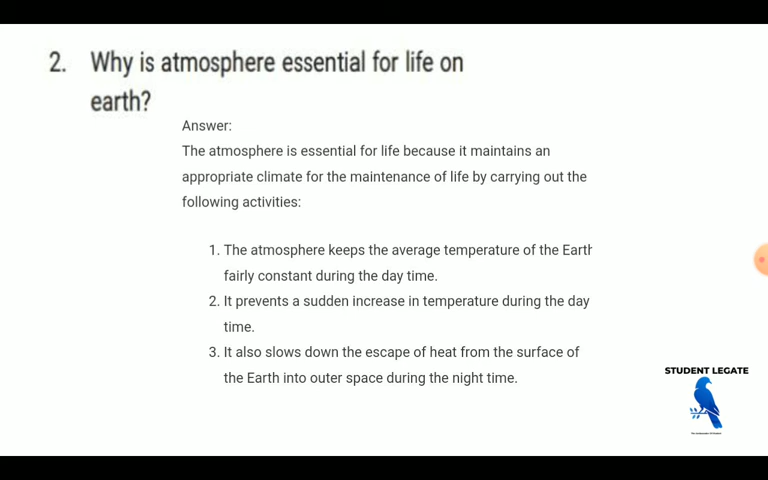 2. Why is atmosphere essential for life on
earth?
Answer:
The atmosphere is essential for life because it maintains an
appropriate climate for the maintenance of life by carrying out the
following activities:
1. The atmosphere keeps the average temperature of the Earth
fairly constant during the day time.
2. It prevents a sudden increase in temperature during the day
time.
3. It also slows down the escape of heat from the surface of
the Earth into outer space during the night time.
STUDENT LEGATE